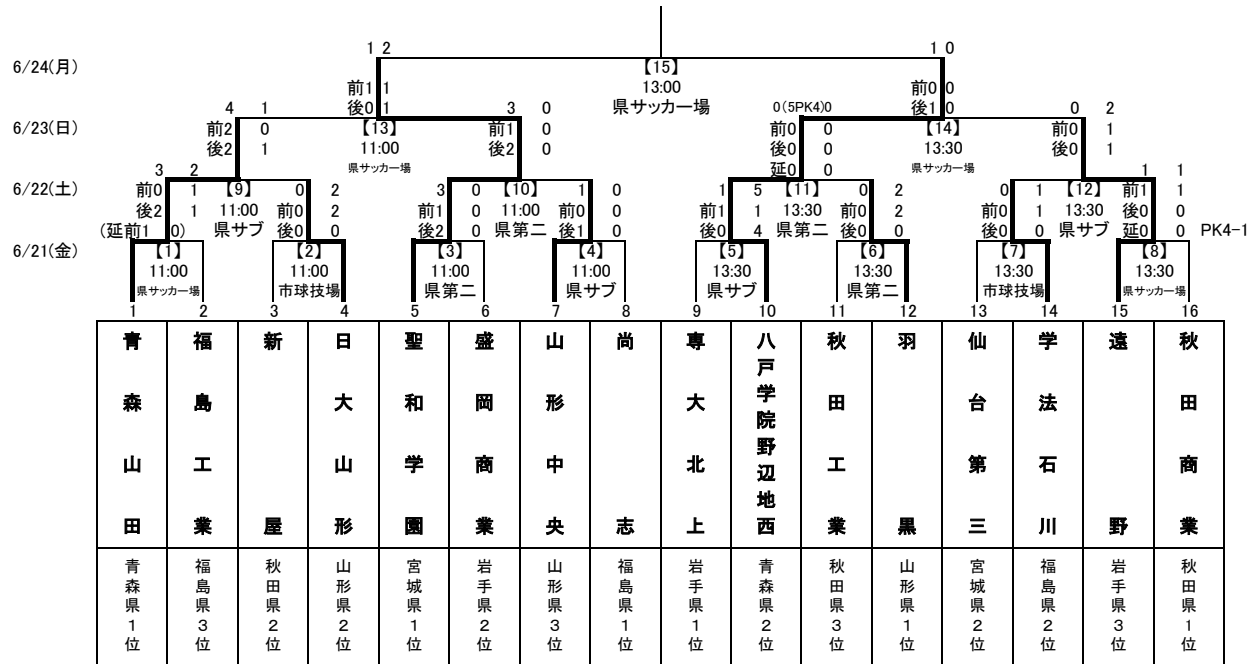 1 2
1 0
6/24(月)
【15】
13:00
県サッカー場
前1 1
後0 1
前0 0
後1 0
4 1
3 0
0(5PK4)0
0 2
6/23(日)
前2 0
後2 1
【13】
11:00
県サッカー場
前1 0
後2 0
前0 0
後0 0
延0 0
【14】
13:30
県サッカー場
前0 1
後0 1
3 2
1 1
6/22(土)
前0 1
後2 1
(延前1 0)
【9】
11:00
県サブ
0 2
前0 2
後0 0
3 0
前1 0
後2 0
【10】
11:00
県第二
1 0
前0 0
後1 0
1 5
前1 1
後0 4
【11】
13:30
県第二
0 2
前0 2
後0 0
0 1
前0 1
後0 0
【12】
13:30
県サブ
前1 1
後0 0
延0 0
PK4-1
6/21(金)
【1】
11:00
県サッカー場
【2】
11:00
市球技場
【3】
11:00
県第二
【4】
11:00
県サブ
【5】
13:30
県サブ
【6】
13:30
県第二
【7】
13:30
市球技場
【8】
13:30
県サッカー場
1 2 3 4 5 6 7 8 9 10 11 12 13 14 15 16
青森山田
福島工業
新屋
日大山形
聖和学園
盛岡商業
山形中央
尚志
専大北上
八戸学院野辺地西
秋田工業
羽黒
仙台第三
学法石川
遠野
秋田商業
青森県1位
福島県3位
秋田県2位
山形県2位
宮城県1位
岩手県2位
山形県3位
福島県1位
岩手県1位
青森県2位
秋田県3位
山形県1位
宮城県2位
福島県2位
岩手県3位
秋田県1位